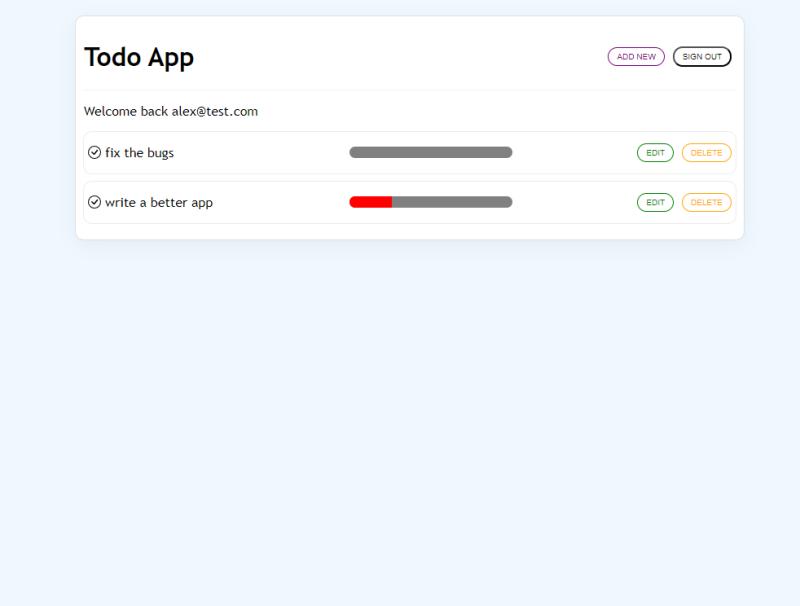 Todo App
ADD NEW SIGN OUT
Welcome back alex@test.com
fix the bugs EDIT DELETE
write a better app EDIT DELETE